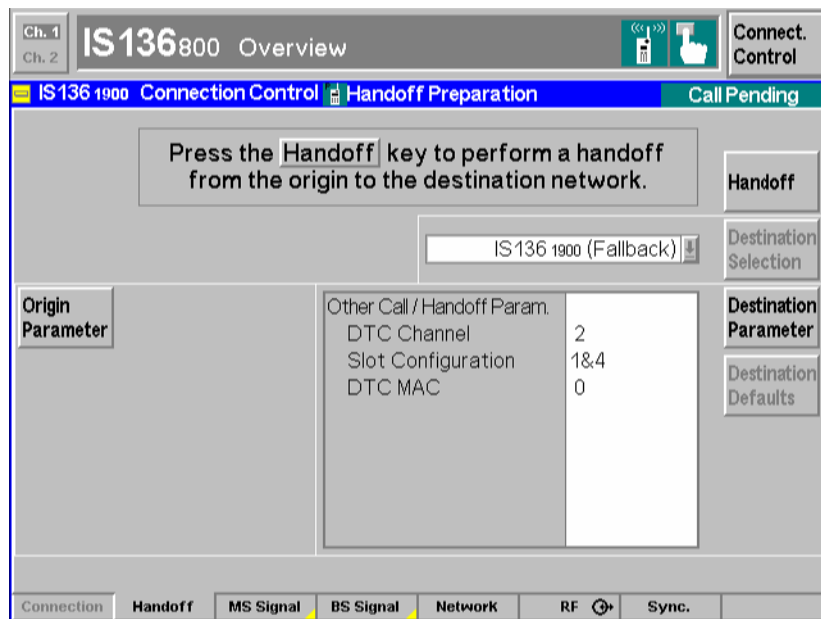 Ch. 1
Ch. 2
IS136800 Overview
Connect.
Control
IS136 1900 Connection Control Handoff Preparation
Call Pending
Press the Handoff key to perform a handoff
from the origin to the destination network.
Handoff
IS136 1900 (Fallback)
Destination
Selection
Origin
Parameter
Other Call / Handoff Param.
DTC Channel 2
Slot Configuration 1&4
DTC MAC 0
Destination
Parameter
Destination
Defaults
Connection Handoff MS Signal BS Signal Network RF Sync.